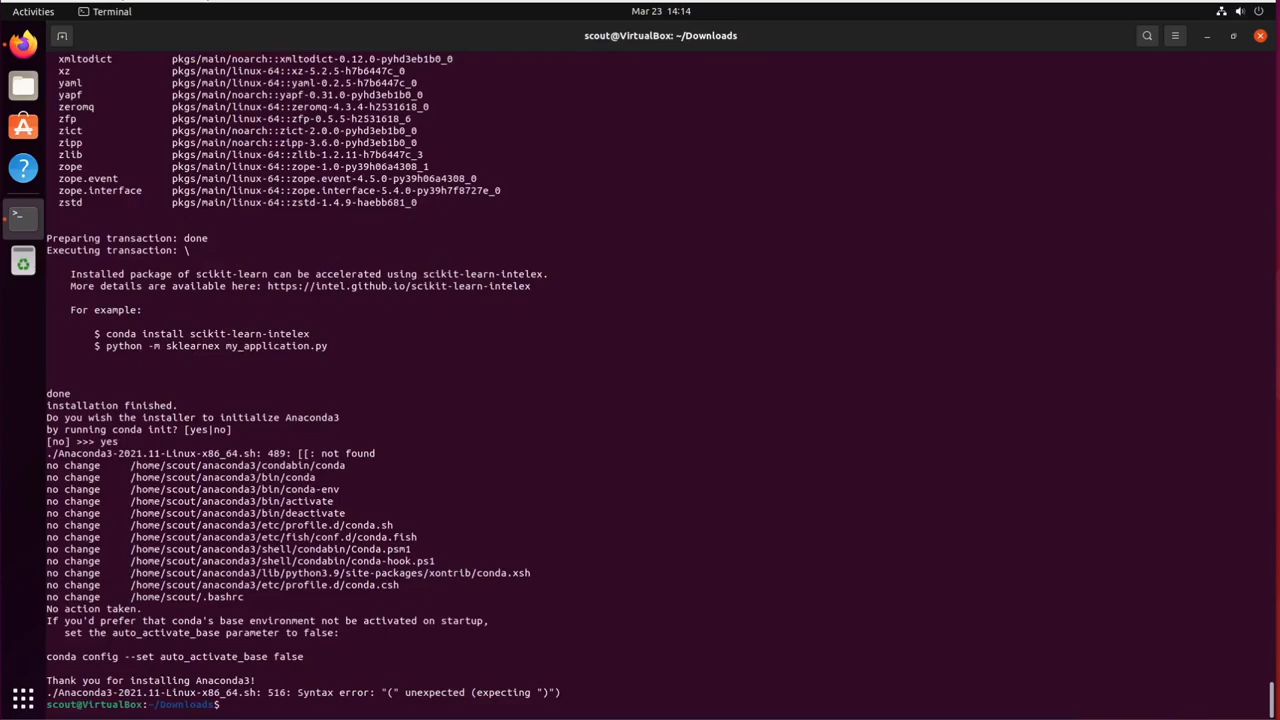 Activities Terminal Mar 23 14:14
scout@VirtualBox: ~/Downloads
xmltodict pkgs/main/noarch::xmltodict-0.12.0-pyhd3eb1b0_0
xz pkgs/main/linux-64::xz-5.2.5-h7b6447c_0
yaml pkgs/main/linux-64::yaml-0.2.5-h7b6447c_0
yapf pkgs/main/noarch::yapf-0.31.0-pyhd3eb1b0_0
zeromq pkgs/main/linux-64::zeromq-4.3.4-h2531618_0
zfp pkgs/main/linux-64::zfp-0.5.5-h2531618_6
zict pkgs/main/noarch::zict-2.0.0-pyhd3eb1b0_0
zipp pkgs/main/noarch::zipp-3.6.0-pyhd3eb1b0_0
zlib pkgs/main/linux-64::zlib-1.2.11-h7b6447c_3
zope pkgs/main/linux-64::zope-1.0-py39h06a4308_1
zope.event pkgs/main/linux-64::zope.event-4.5.0-py39h06a4308_0
zope.interface pkgs/main/linux-64::zope.interface-5.4.0-py39h7f8727e_0
zstd pkgs/main/linux-64::zstd-1.4.9-haebb681_0
Preparing transaction: done
Executing transaction: \
Installed package of scikit-learn can be accelerated using scikit-learn-intelex.
More details are available here: https://intel.github.io/scikit-learn-intelex
For example:
$ conda install scikit-learn-intelex
$ python -m sklearnex my_application.py
done
installation finished.
Do you wish the installer to initialize Anaconda3
by running conda init? [yes|no]
[no] >>> yes
./Anaconda3-2021.11-Linux-x86_64.sh: 489: [[: not found
no change /home/scout/anaconda3/condabin/conda
no change /home/scout/anaconda3/bin/conda
no change /home/scout/anaconda3/bin/conda-env
no change /home/scout/anaconda3/bin/activate
no change /home/scout/anaconda3/bin/deactivate
no change /home/scout/anaconda3/etc/profile.d/conda.sh
no change /home/scout/anaconda3/etc/fish/conf.d/conda.fish
no change /home/scout/anaconda3/shell/condabin/Conda.psm1
no change /home/scout/anaconda3/shell/condabin/conda-hook.ps1
no change /home/scout/anaconda3/lib/python3.9/site-packages/xontrib/conda.xsh
no change /home/scout/anaconda3/etc/profile.d/conda.csh
no change /home/scout/.bashrc
No action taken.
If you'd prefer that conda's base environment not be activated on startup,
set the auto_activate_base parameter to false:
conda config --set auto_activate_base false
Thank you for installing Anaconda3!
./Anaconda3-2021.11-Linux-x86_64.sh: 516: Syntax error: "(" unexpected (expecting ")")
scout@VirtualBox:~/Downloads$